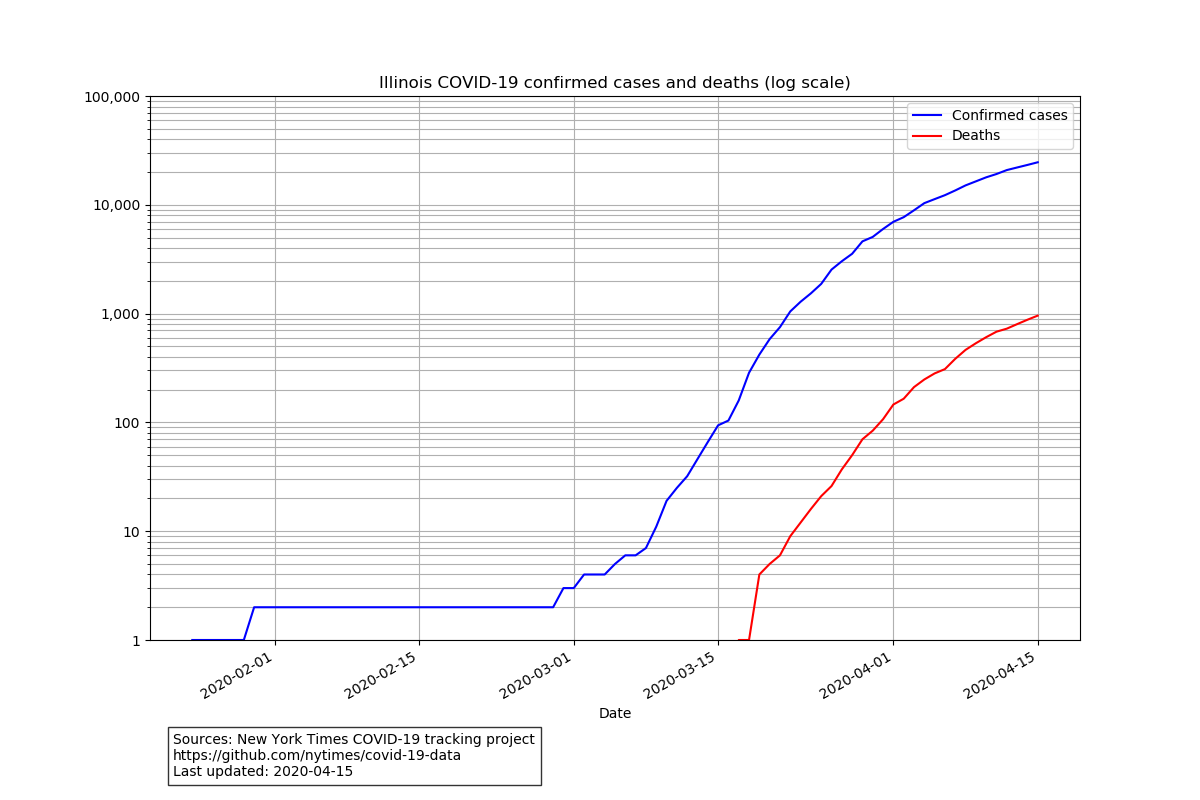 Illinois COVID-19 confirmed cases and deaths (log scale)
100,000
10,000
1,000
100
10
1
Confirmed cases
Deaths
2020-02-01
2020-02-15
2020-03-01
2020-03-15
2020-04-01
2020-04-15
Date
Sources: New York Times COVID-19 tracking project
https://github.com/nytimes/covid-19-data
Last updated: 2020-04-15